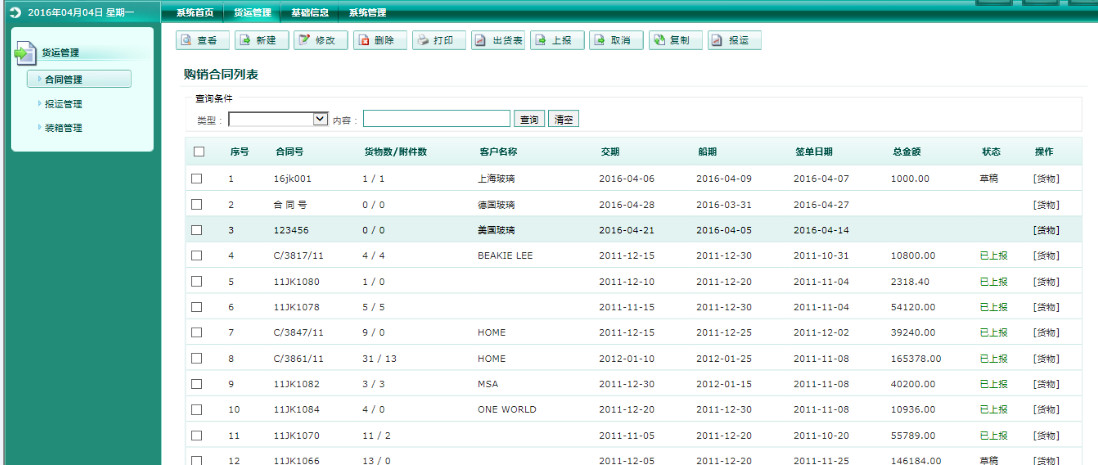 2016年04月04日 星期一 系统首页 货运管理 基础信息 系统管理
查看 新建 修改 删除 打印 出货表 上报 取消 复制 报运
货运管理
合同管理
报运管理
装箱管理
购销合同列表
查询条件
类型： 内容： 查询 清空
序号 合同号 货物数/附件数 客户名称 交期 船期 签单日期 总金额 状态 操作
1 16jk001 1 / 1 上海玻璃 2016-04-06 2016-04-09 2016-04-07 1000.00 草稿 [货物]
2 合 同 号 0 / 0 德国玻璃 2016-04-28 2016-03-31 2016-04-27 [货物]
3 123456 0 / 0 美国玻璃 2016-04-21 2016-04-05 2016-04-14 [货物]
4 C/3817/11 4 / 4 BEAKIE LEE 2011-12-15 2011-12-30 2011-10-31 10800.00 已上报 [货物]
5 11JK1080 1 / 0 2011-12-10 2011-12-20 2011-11-04 2318.40 已上报 [货物]
6 11JK1078 5 / 5 2011-11-15 2011-12-30 2011-11-04 54120.00 已上报 [货物]
7 C/3847/11 9 / 0 HOME 2011-12-15 2011-12-25 2011-12-02 39240.00 已上报 [货物]
8 C/3861/11 31 / 13 HOME 2012-01-10 2012-01-25 2011-11-08 165378.00 已上报 [货物]
9 11JK1082 3 / 3 MSA 2011-12-30 2012-01-15 2011-11-08 40200.00 已上报 [货物]
10 11JK1084 4 / 0 ONE WORLD 2011-12-20 2011-12-30 2011-11-08 10936.00 已上报 [货物]
11 11JK1070 11 / 2 2011-11-05 2011-12-20 2011-10-20 55789.00 已上报 [货物]
12 11JK1066 13 / 0 2011-12-05 2011-12-20 2011-11-25 146184.00 草稿 [货物]